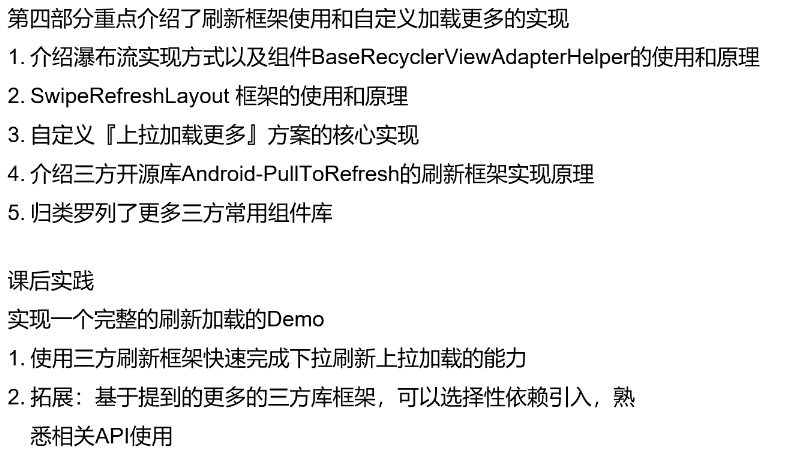 第四部分重点介绍了刷新框架使用和自定义加载更多的实现
1. 介绍瀑布流实现方式以及组件BaseRecyclerViewAdapterHelper的使用和原理
2. SwipeRefreshLayout 框架的使用和原理
3. 自定义『上拉加载更多』方案的核心实现
4. 介绍三方开源库Android-PullToRefresh的刷新框架实现原理
5. 归类罗列了更多三方常用组件库
课后实践
实现一个完整的刷新加载的Demo
1. 使用三方刷新框架快速完成下拉刷新上拉加载的能力
2. 拓展：基于提到的更多的三方库框架，可以选择性依赖引入，熟
悉相关API使用